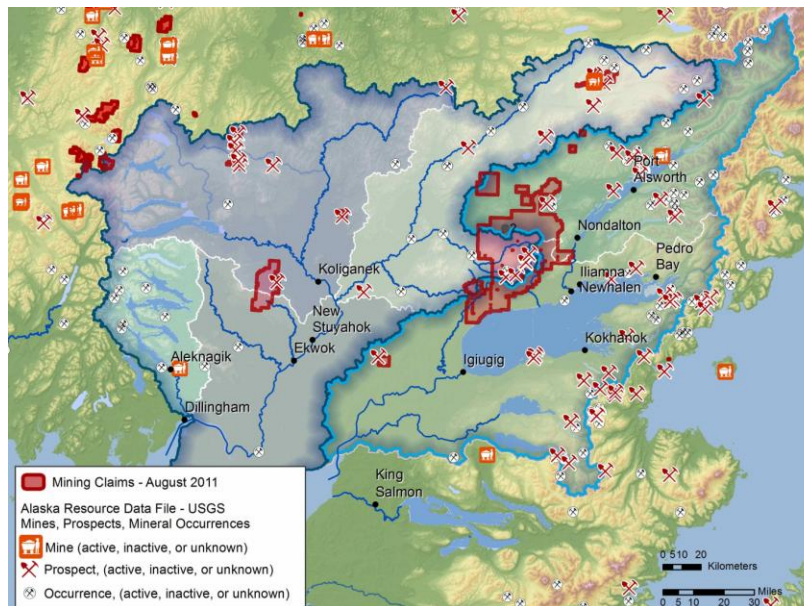 Port
Alsworth
Nondalton
Pedro
Bay
Iliamna
Newhalen
Koliganek
New
Stuyahok
Ekwok
Kokhanok
Igiugig
Aleknagik
Dillingham
King
Salmon
Mining Claims - August 2011
Alaska Resource Data File - USGS
Mines, Prospects, Mineral Occurrences
Mine (active, inactive, or unknown)
Prospect, (active, inactive, or unknown)
Occurrence, (active, inactive, or unknown)
0 5 10 20
Kilometers
Miles
0 5 10 20 30